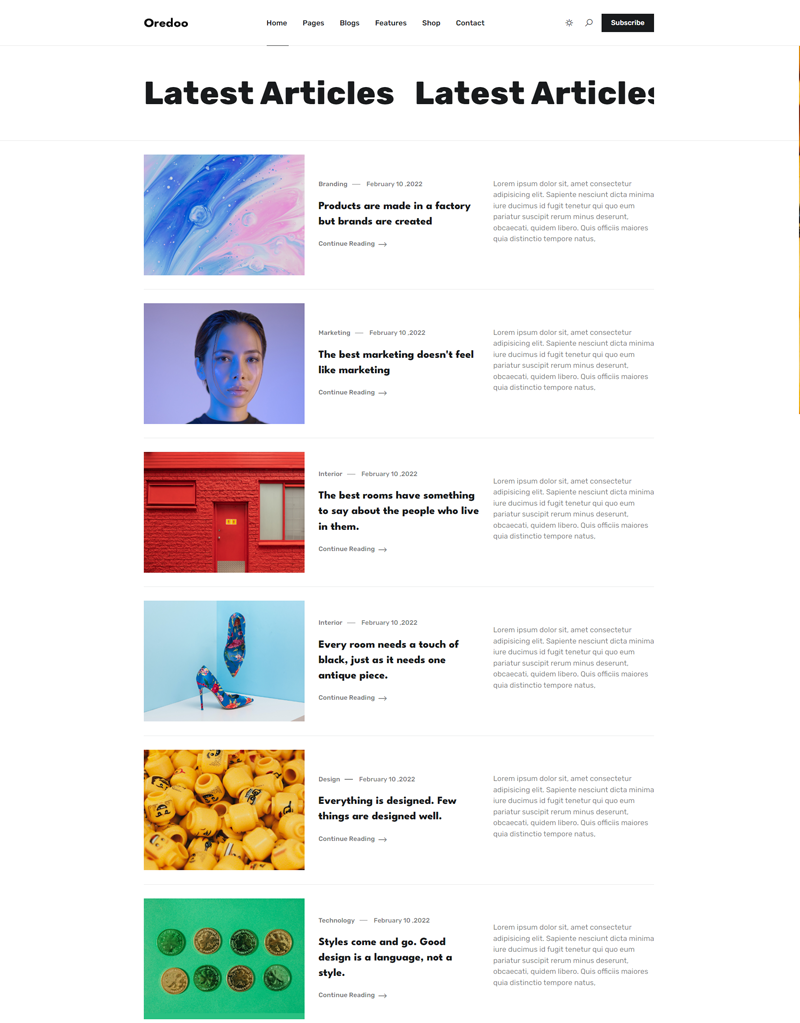 Oredoo
Home Pages Blogs Features Shop Contact
Subscribe
Latest Articles Latest Articles
Branding — February 10 ,2022
Products are made in a factory
but brands are created
Continue Reading →
Lorem ipsum dolor sit, amet consectetur
adipisicing elit. Sapiente nesciunt dicta minima
iure ducimus id fugit tenetur qui quo eum
pariatur suscipit rerum minus deserunt,
obcaecati, quidem libero. Quis officiis maiores
quia distinctio tempore natus,
Marketing — February 10 ,2022
The best marketing doesn't feel
like marketing
Continue Reading →
Lorem ipsum dolor sit, amet consectetur
adipisicing elit. Sapiente nesciunt dicta minima
iure ducimus id fugit tenetur qui quo eum
pariatur suscipit rerum minus deserunt,
obcaecati, quidem libero. Quis officiis maiores
quia distinctio tempore natus,
Interior — February 10 ,2022
The best rooms have something
to say about the people who live
in them.
Continue Reading →
Lorem ipsum dolor sit, amet consectetur
adipisicing elit. Sapiente nesciunt dicta minima
iure ducimus id fugit tenetur qui quo eum
pariatur suscipit rerum minus deserunt,
obcaecati, quidem libero. Quis officiis maiores
quia distinctio tempore natus,
Interior — February 10 ,2022
Every room needs a touch of
black, just as it needs one
antique piece.
Continue Reading →
Lorem ipsum dolor sit, amet consectetur
adipisicing elit. Sapiente nesciunt dicta minima
iure ducimus id fugit tenetur qui quo eum
pariatur suscipit rerum minus deserunt,
obcaecati, quidem libero. Quis officiis maiores
quia distinctio tempore natus,
Design — February 10 ,2022
Everything is designed. Few
things are designed well.
Continue Reading →
Lorem ipsum dolor sit, amet consectetur
adipisicing elit. Sapiente nesciunt dicta minima
iure ducimus id fugit tenetur qui quo eum
pariatur suscipit rerum minus deserunt,
obcaecati, quidem libero. Quis officiis maiores
quia distinctio tempore natus,
Technology — February 10 ,2022
Styles come and go. Good
design is a language, not a
style.
Continue Reading →
Lorem ipsum dolor sit, amet consectetur
adipisicing elit. Sapiente nesciunt dicta minima
iure ducimus id fugit tenetur qui quo eum
pariatur suscipit rerum minus deserunt,
obcaecati, quidem libero. Quis officiis maiores
quia distinctio tempore natus,